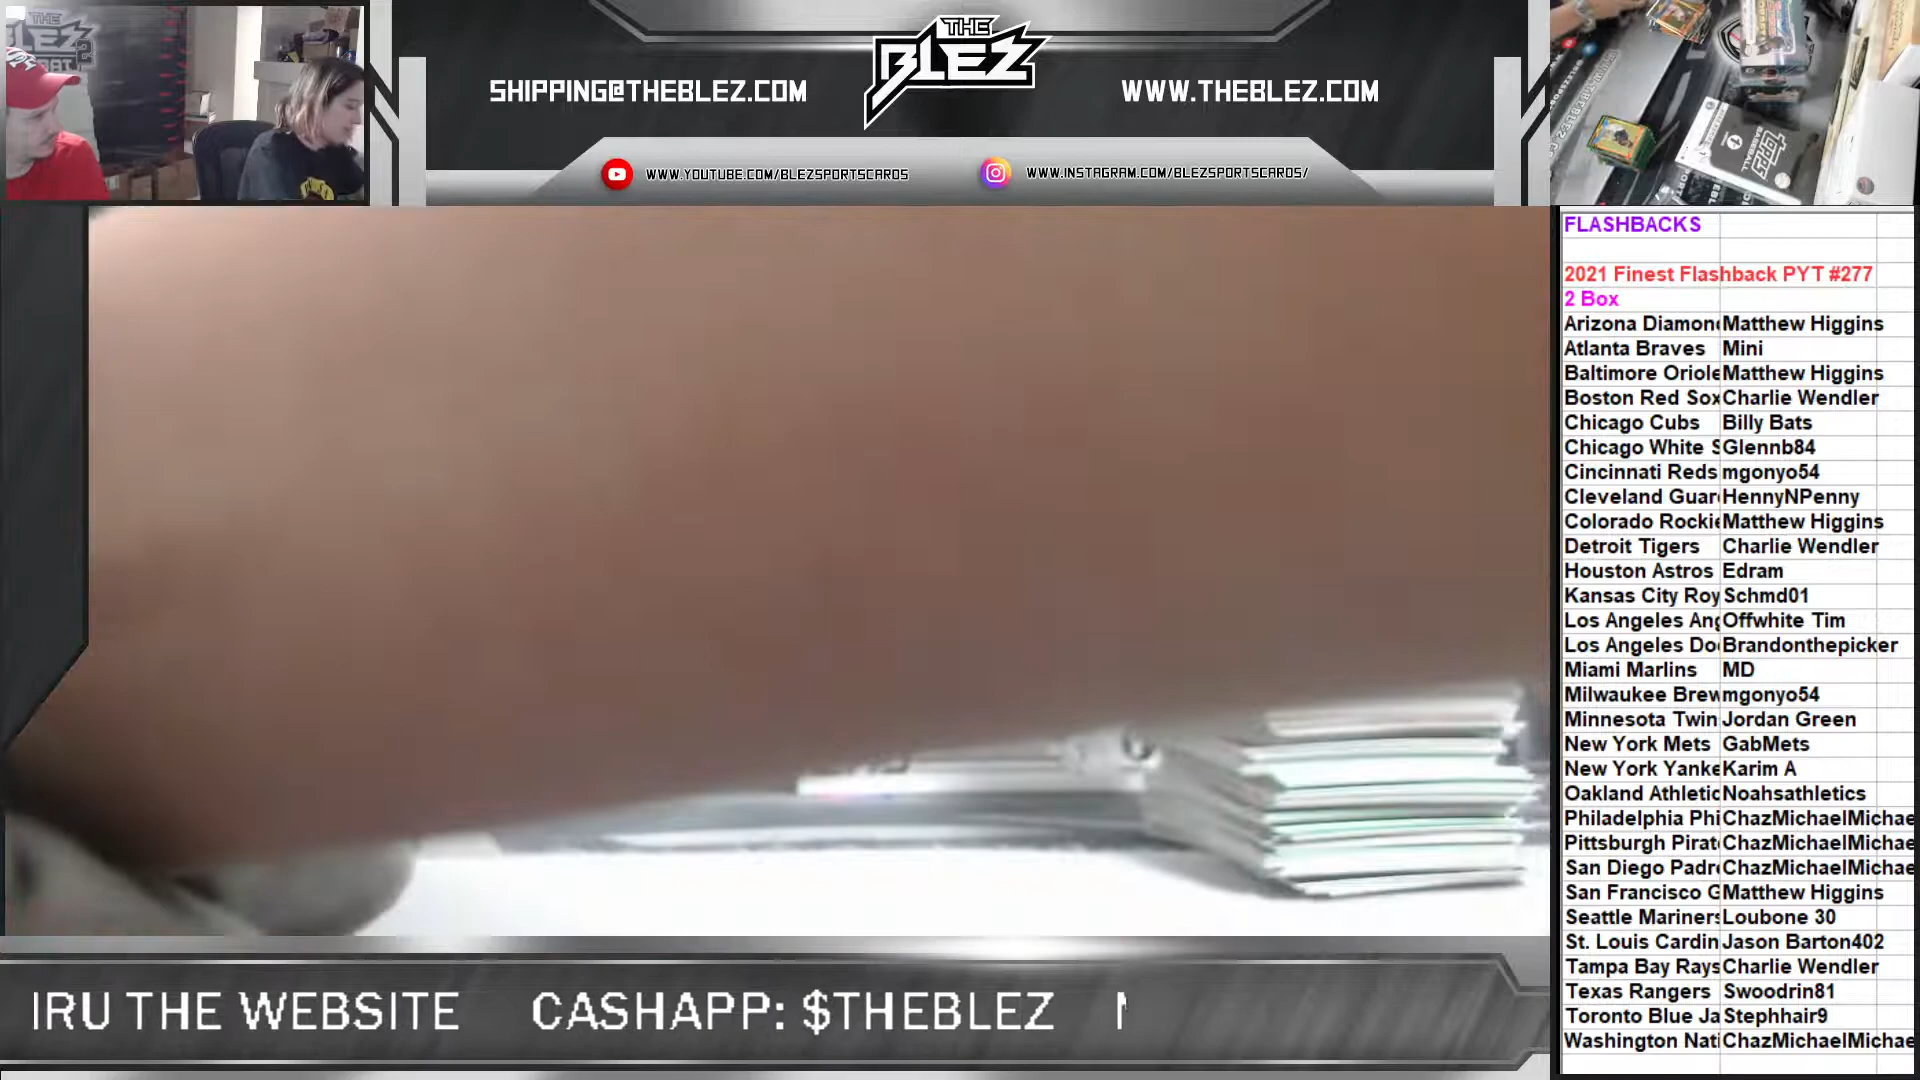 THE
BLEZ
SHIPPING@THEBLEZ.COM
WWW.THEBLEZ.COM
WWW.YOUTUBE.COM/BLEZSPORTSCARDS
WWW.INSTAGRAM.COM/BLEZSPORTSCARDS/
TOPPS
BASEBALL
FLASHBACKS
2021 Finest Flashback PYT #277
2 Box
Arizona Diamon Matthew Higgins
Atlanta Braves Mini
Baltimore Oriole Matthew Higgins
Boston Red Sox Charlie Wendler
Chicago Cubs Billy Bats
Chicago White S Glennb84
Cincinnati Reds mgonyo54
Cleveland Guar HennyNPenny
Colorado Rockie Matthew Higgins
Detroit Tigers Charlie Wendler
Houston Astros Edram
Kansas City Roy Schmd01
Los Angeles Ang Offwhite Tim
Los Angeles Do Brandonthepicker
Miami Marlins MD
Milwaukee Brew mgonyo54
Minnesota Twin Jordan Green
New York Mets GabMets
New York Yanke Karim A
Oakland Athletic Noahsathletics
Philadelphia Phi ChazMichaelMichae
Pittsburgh Pirat ChazMichaelMichae
San Diego Padr ChazMichaelMichae
San Francisco G Matthew Higgins
Seattle Mariners Loubone 30
St. Louis Cardin Jason Barton402
Tampa Bay Rays Charlie Wendler
Texas Rangers Swoodrin81
Toronto Blue Ja Stephhair9
Washington Nati ChazMichaelMichae
IRU THE WEBSITE CASHAPP: $THEBLEZ